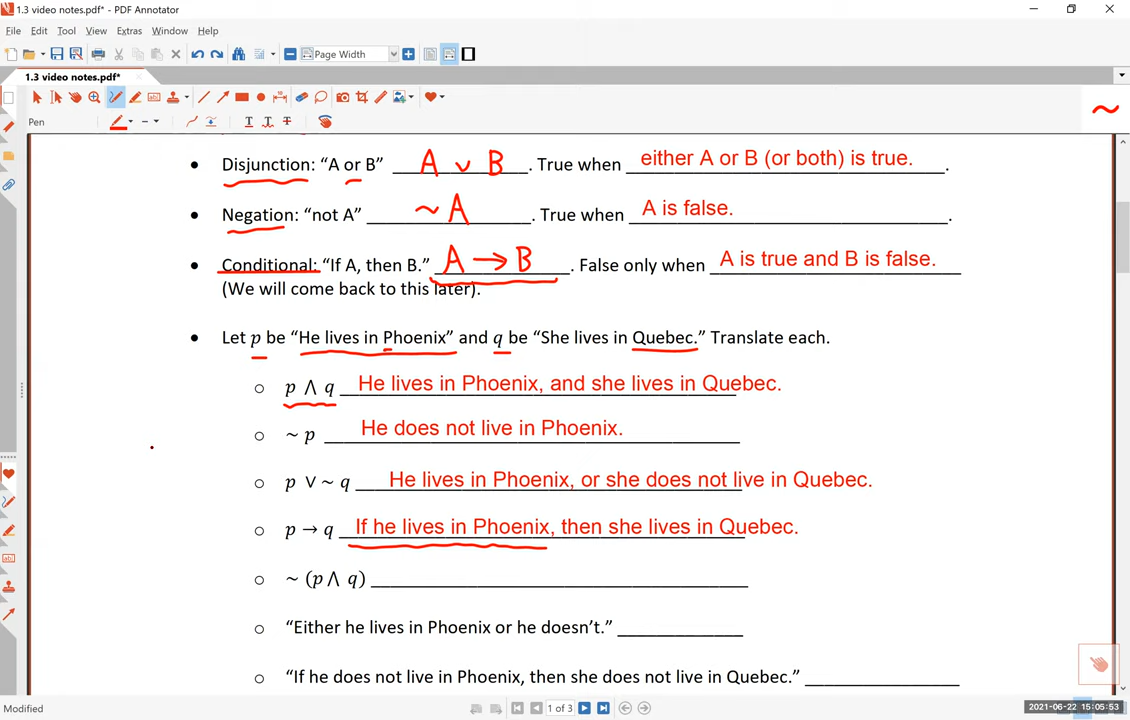 1.3 video notes.pdf* - PDF Annotator
File Edit Tool View Extras Window Help
Page Width
1.3 video notes.pdf*
Pen
~
• Disjunction: “A or B” A ∨ B. True when either A or B (or both) is true..
• Negation: “not A” ~ A. True when A is false..
• Conditional: “If A, then B.” A → B. False only when A is true and B is false.
(We will come back to this later).
• Let p be “He lives in Phoenix” and q be “She lives in Quebec.” Translate each.
○ p ∧ q He lives in Phoenix, and she lives in Quebec.
○ ~ p He does not live in Phoenix.
○ p ∨ ~ q He lives in Phoenix, or she does not live in Quebec.
○ p → q If he lives in Phoenix, then she lives in Quebec.
○ ~ (p ∧ q)
○ “Either he lives in Phoenix or he doesn’t.”
○ “If he does not live in Phoenix, then she does not live in Quebec.”
Modified 1 of 3 2021-06-22 15:05:53